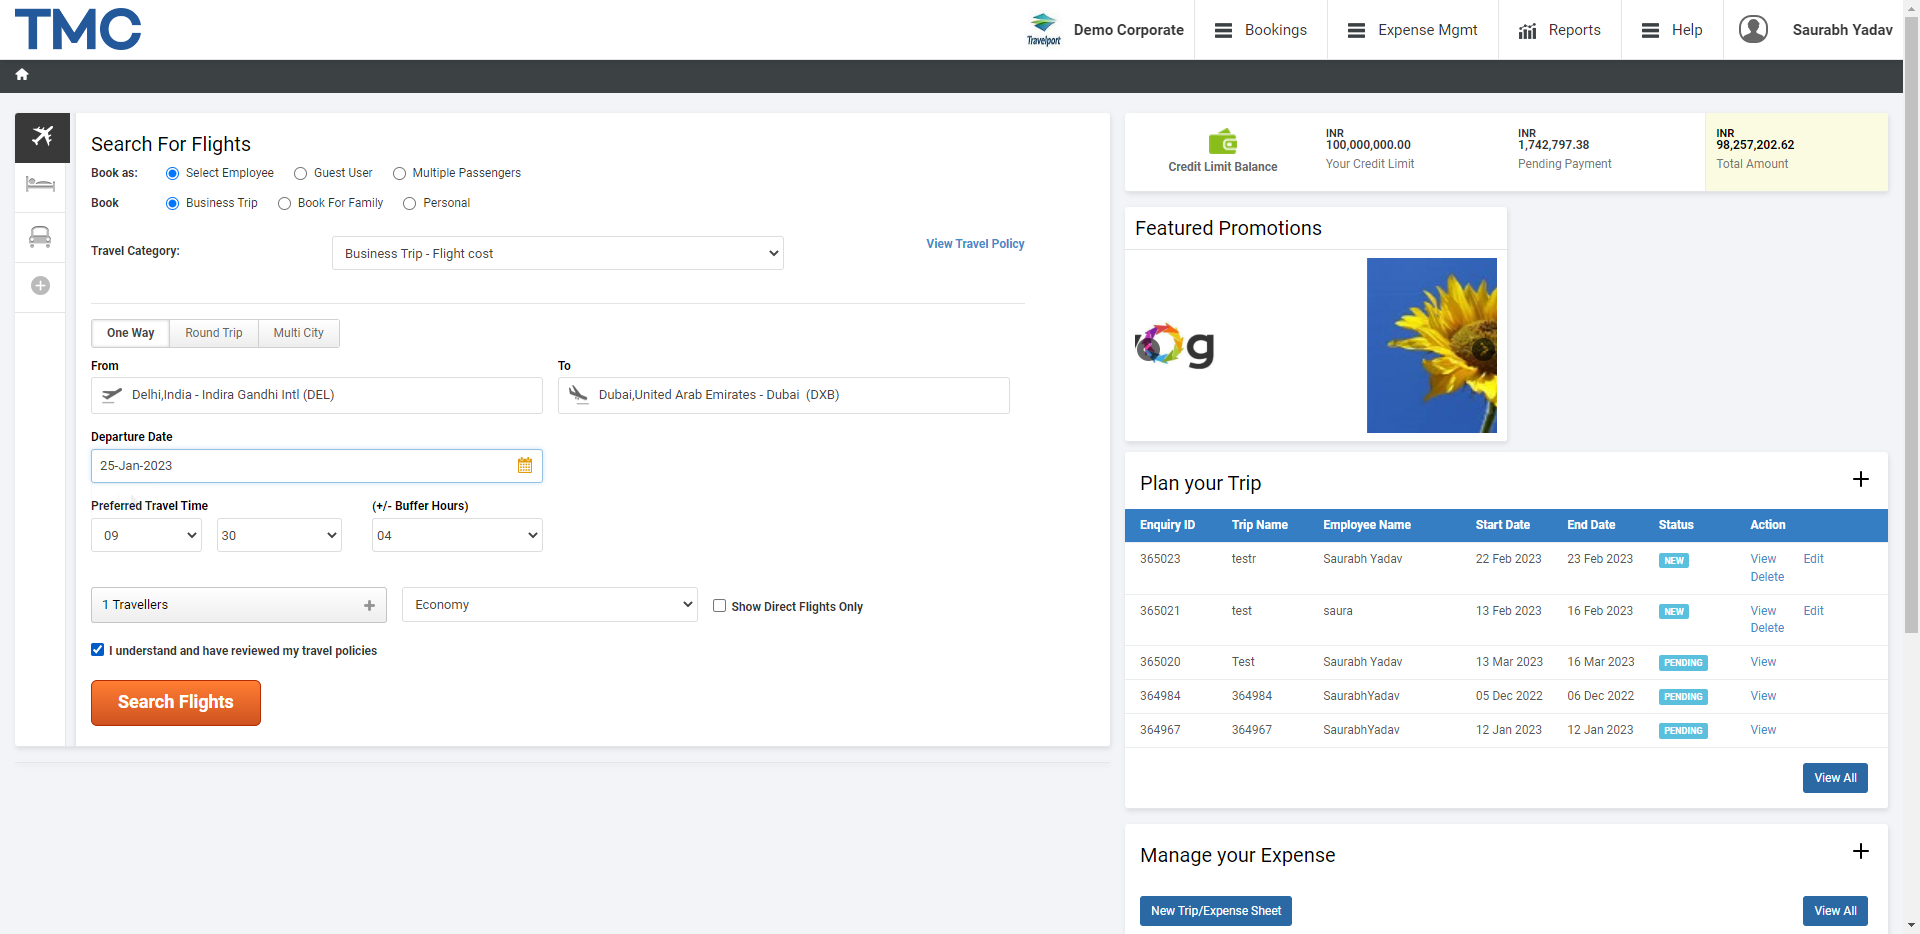 TMC
Travelport
Demo Corporate
Bookings
Expense Mgmt
Reports
Help
Saurabh Yadav
Search For Flights
Book as: Select Employee Guest User Multiple Passengers
Book Business Trip Book For Family Personal
Travel Category: Business Trip - Flight cost View Travel Policy
One Way Round Trip Multi City
From To
Delhi,India - Indira Gandhi Intl (DEL) Dubai,United Arab Emirates - Dubai (DXB)
Departure Date
25-Jan-2023
Preferred Travel Time (+/- Buffer Hours)
09 30 04
1 Travellers + Economy Show Direct Flights Only
I understand and have reviewed my travel policies
Search Flights
Credit Limit Balance
INR
100,000,000.00
Your Credit Limit
INR
1,742,797.38
Pending Payment
INR
98,257,202.62
Total Amount
Featured Promotions
og
Plan your Trip +
Enquiry ID Trip Name Employee Name Start Date End Date Status Action
365023 testr Saurabh Yadav 22 Feb 2023 23 Feb 2023 NEW View Edit
Delete
365021 test saura 13 Feb 2023 16 Feb 2023 NEW View Edit
Delete
365020 Test Saurabh Yadav 13 Mar 2023 16 Mar 2023 PENDING View
364984 364984 SaurabhYadav 05 Dec 2022 06 Dec 2022 PENDING View
364967 364967 SaurabhYadav 12 Jan 2023 12 Jan 2023 PENDING View
View All
Manage your Expense +
New Trip/Expense Sheet View All